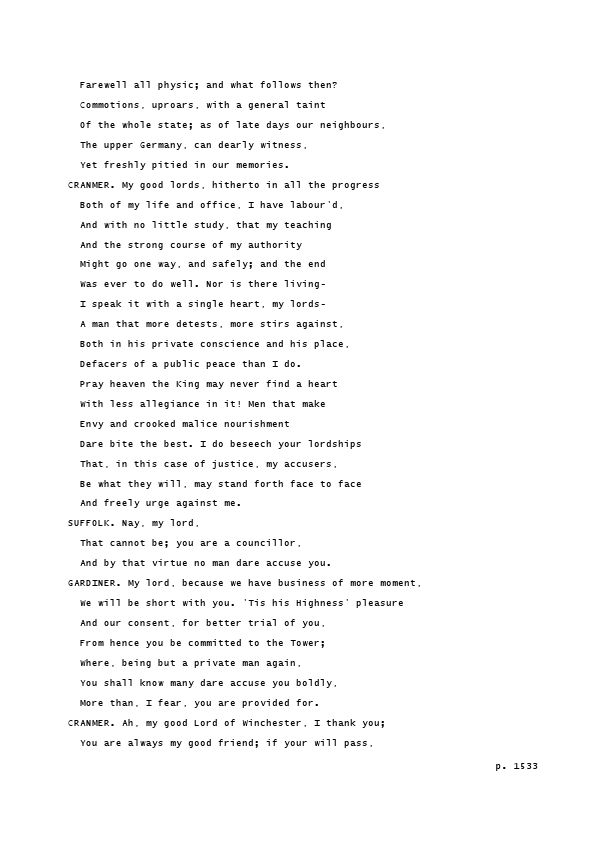 Farewell all physic; and what follows then?
Commotions, uproars, with a general taint
Of the whole state; as of late days our neighbours,
The upper Germany, can dearly witness,
Yet freshly pitied in our memories.
CRANMER. My good lords, hitherto in all the progress
Both of my life and office, I have labour'd,
And with no little study, that my teaching
And the strong course of my authority
Might go one way, and safely; and the end
Was ever to do well. Nor is there living-
I speak it with a single heart, my lords-
A man that more detests, more stirs against,
Both in his private conscience and his place,
Defacers of a public peace than I do.
Pray heaven the King may never find a heart
With less allegiance in it! Men that make
Envy and crooked malice nourishment
Dare bite the best. I do beseech your lordships
That, in this case of justice, my accusers,
Be what they will, may stand forth face to face
And freely urge against me.
SUFFOLK. Nay, my lord,
That cannot be; you are a councillor,
And by that virtue no man dare accuse you.
GARDINER. My lord, because we have business of more moment,
We will be short with you. 'Tis his Highness' pleasure
And our consent, for better trial of you,
From hence you be committed to the Tower;
Where, being but a private man again,
You shall know many dare accuse you boldly,
More than, I fear, you are provided for.
CRANMER. Ah, my good Lord of Winchester, I thank you;
You are always my good friend; if your will pass,
p. 1533